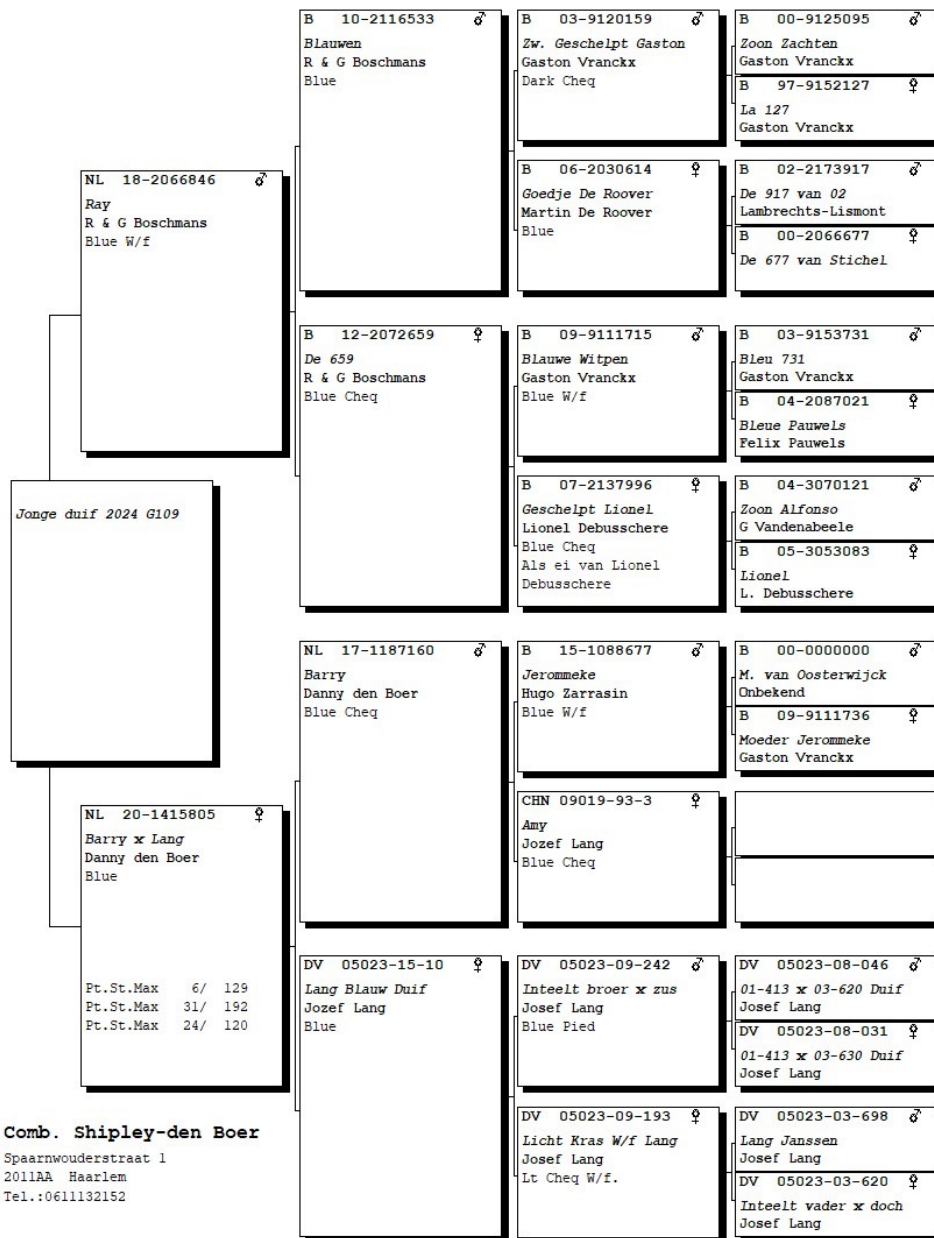 Jonge duif 2024 G109
NL 18-2066846 ♂
Ray
R & G Boschmans
Blue W/f
NL 20-1415805 ♀
Barry x Lang
Danny den Boer
Blue
Pt.St.Max 6/ 129
Pt.St.Max 31/ 192
Pt.St.Max 24/ 120
B 10-2116533 ♂
Blauwen
R & G Boschmans
Blue
B 12-2072659 ♀
De 659
R & G Boschmans
Blue Cheq
NL 17-1187160 ♂
Barry
Danny den Boer
Blue Cheq
DV 05023-15-10 ♀
Lang Blauw Duif
Jozef Lang
Blue
B 03-9120159 ♂
Zw. Geschelpt Gaston
Gaston Vranckx
Dark Cheq
B 06-2030614 ♀
Goedje De Roover
Martin De Roover
Blue
B 09-9111715 ♂
Blauwe Witpen
Gaston Vranckx
Blue W/f
B 07-2137996 ♀
Geschelpt Lionel
Lionel Debusschere
Blue Cheq
Als ei van Lionel
Debusschere
B 15-1088677 ♂
Jerommeke
Hugo Zarrasin
Blue W/f
CHN 09019-93-3 ♀
Amy
Jozef Lang
Blue Cheq
DV 05023-09-242 ♂
Inteelt broer x zus
Josef Lang
Blue Pied
DV 05023-09-193 ♀
Licht Kras W/f Lang
Josef Lang
Lt Cheq W/f.
B 00-9125095 ♂
Zoon Zachten
Gaston Vranckx
B 97-9152127 ♀
La 127
Gaston Vranckx
B 02-2173917 ♂
De 917 van 02
Lambrechts-Lismont
B 00-2066677 ♀
De 677 van Stichel
B 03-9153731 ♂
Bleu 731
Gaston Vranckx
B 04-2087021 ♀
Bleue Pauwels
Felix Pauwels
B 04-3070121 ♂
Zoon Alfonso
G Vandenabeele
B 05-3053083 ♀
Lionel
L. Debusschere
B 00-0000000 ♂
M. van Oosterwijck
Onbekend
B 09-9111736 ♀
Moeder Jerommeke
Gaston Vranckx
DV 05023-08-046 ♂
01-413 x 03-620 Duif
Josef Lang
DV 05023-08-031 ♀
01-413 x 03-630 Duif
Josef Lang
DV 05023-03-698 ♂
Lang Janssen
Josef Lang
DV 05023-03-620 ♀
Inteelt vader x doch
Josef Lang
Comb. Shipley-den Boer
Spaarnwouderstraat 1
2011AA Haarlem
Tel.:0611132152